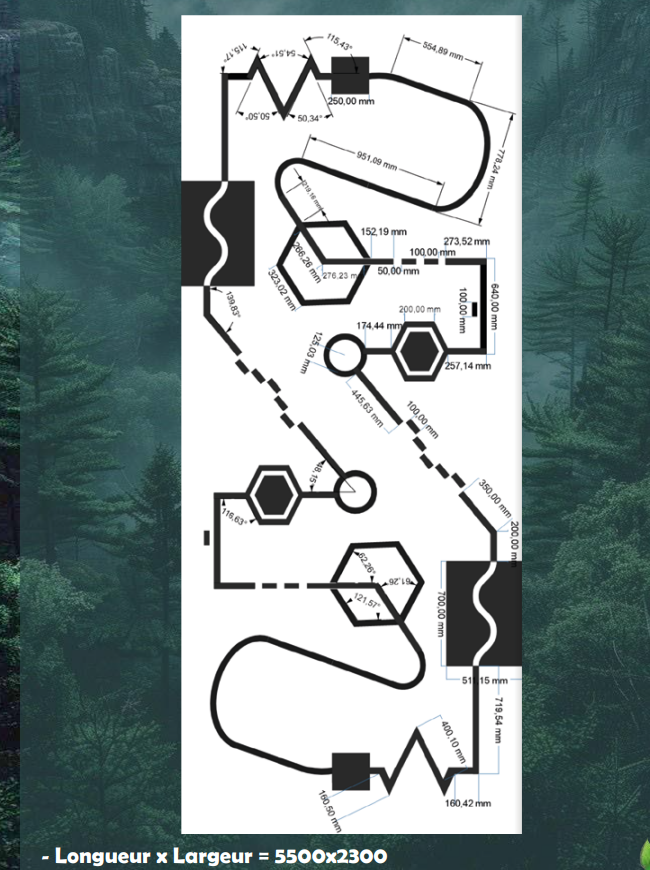 115,17°
54,51°
115,43°
554,89 mm
250,00 mm
50,50°
50,34°
778,24 mm
951,09 mm
219,18 mm
152,19 mm
273,52 mm
100,00 mm
266,26 mm
276,23 m
50,00 mm
323,02 mm
640,00 mm
100,00 mm
139,83°
200,00 mm
174,44 mm
125,03 mm
257,14 mm
445,63 mm
100,00 mm
48,15°
350,00 mm
116,63°
200,00 mm
62,26°
61,26°
121,57°
700,00 mm
511,15 mm
719,54 mm
400,10 mm
160,50 mm
160,42 mm
- Longueur x Largeur = 5500x2300